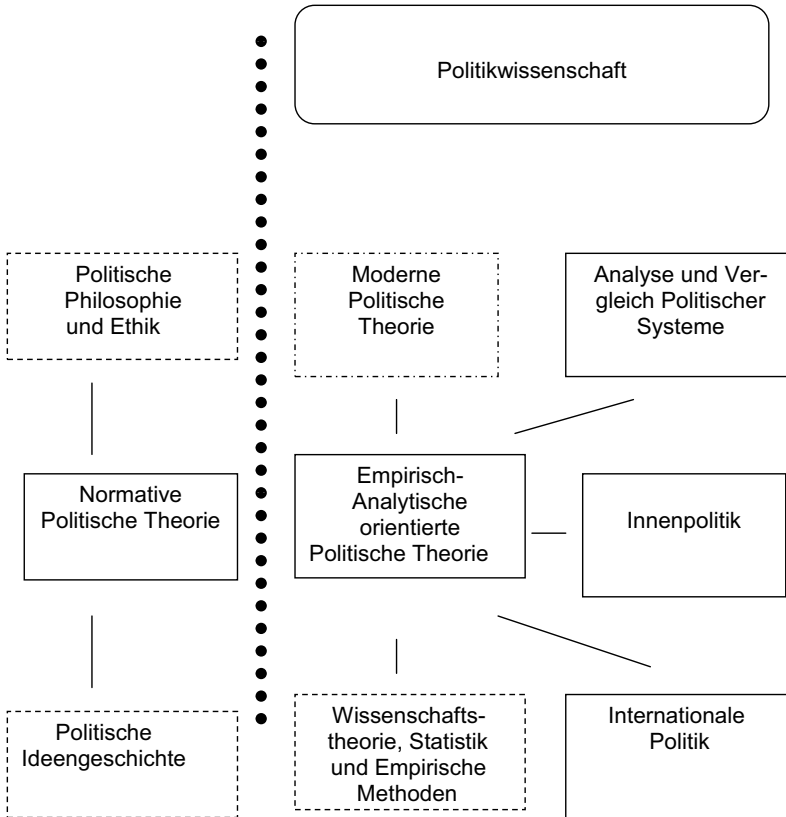 Politikwissenschaft
Politische
Philosophie
und Ethik
Moderne
Politische
Theorie
Analyse und Ver-
gleich Politischer
Systeme
Normative
Politische Theorie
Empirisch-
Analytische
orientierte
Politische Theorie
Innenpolitik
Politische
Ideengeschichte
Wissenschafts-
theorie, Statistik
und Empirische
Methoden
Internationale
Politik